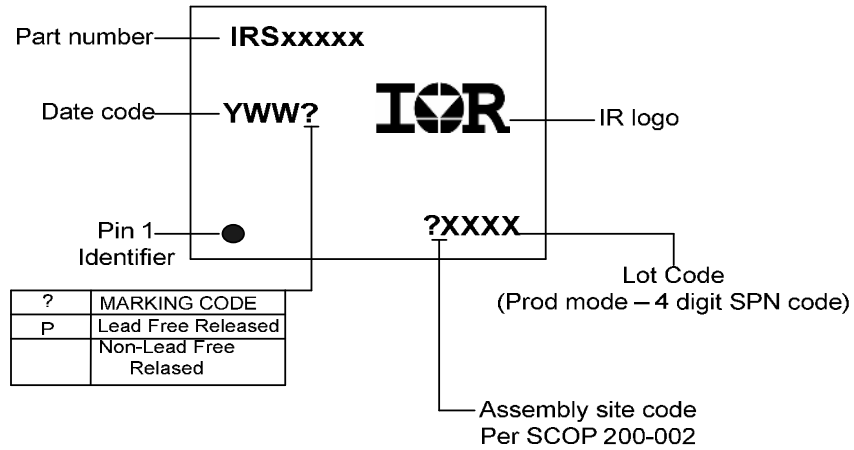 Part number
IRSxxxxx
Date code
YWW?
IOR
IR logo
Pin 1
Identifier
?XXXX
Lot Code
(Prod mode – 4 digit SPN code)
? MARKING CODE
P Lead Free Released
Non-Lead Free
Relased
Assembly site code
Per SCOP 200-002